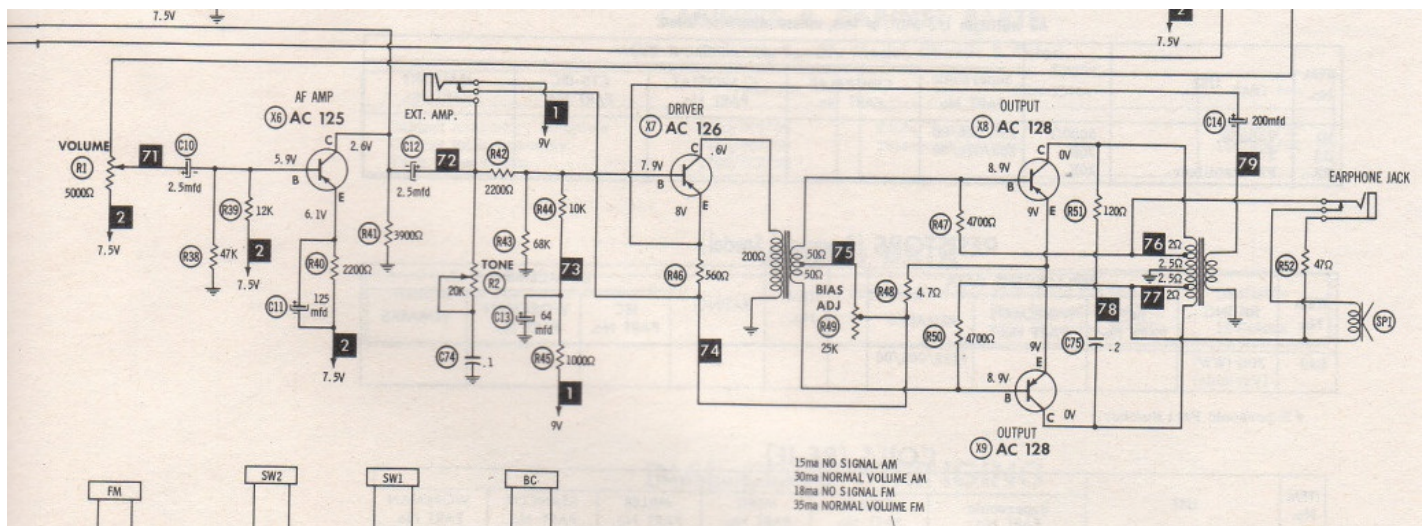 7.5V
2
7.5V
AF AMP
X6 AC 125
EXT. AMP.
1
9V
DRIVER
X7 AC 126
OUTPUT
X8 AC 128
C14
200mfd
VOLUME
R1
5000Ω
71
C10
2.5mfd
5.9V
B
C
2.6V
E
6.1V
C12
2.5mfd
72
R42
2200Ω
7.9V
B
C
.6V
E
8V
8.9V
B
C
0V
E
9V
79
EARPHONE JACK
2
7.5V
R39
12K
2
7.5V
R38
47K
R40
2200Ω
C11
125
mfd
2
7.5V
R41
3900Ω
R43
68K
R44
10K
TONE
R2
20K
73
C13
64
mfd
C74
.1
R45
1000Ω
1
9V
R46
560Ω
74
200Ω
50Ω
50Ω
75
BIAS
ADJ
R49
25K
R47
4700Ω
R48
4.7Ω
R50
4700Ω
R51
120Ω
76
2Ω
2.5Ω
2.5Ω
2Ω
77
78
C75
.2
R52
47Ω
SP1
9V
E
8.9V
B
C
0V
OUTPUT
X9 AC 128
15ma NO SIGNAL AM
30ma NORMAL VOLUME AM
18ma NO SIGNAL FM
35ma NORMAL VOLUME FM
FM
SW2
SW1
BC